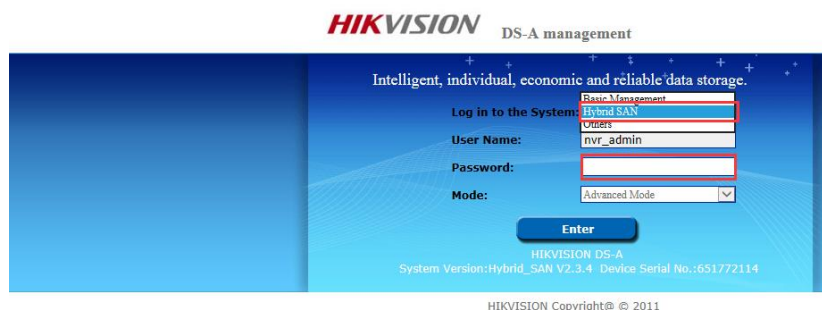 HIKVISION DS-A management
Intelligent, individual, economic and reliable data storage.
Basic Management
Log in to the System: Hybrid SAN
Others
User Name: nvr_admin
Password:
Mode: Advanced Mode
Enter
HIKVISION DS-A
System Version:Hybrid_SAN V2.3.4 Device Serial No.:651772114
HIKVISION Copyright@ © 2011